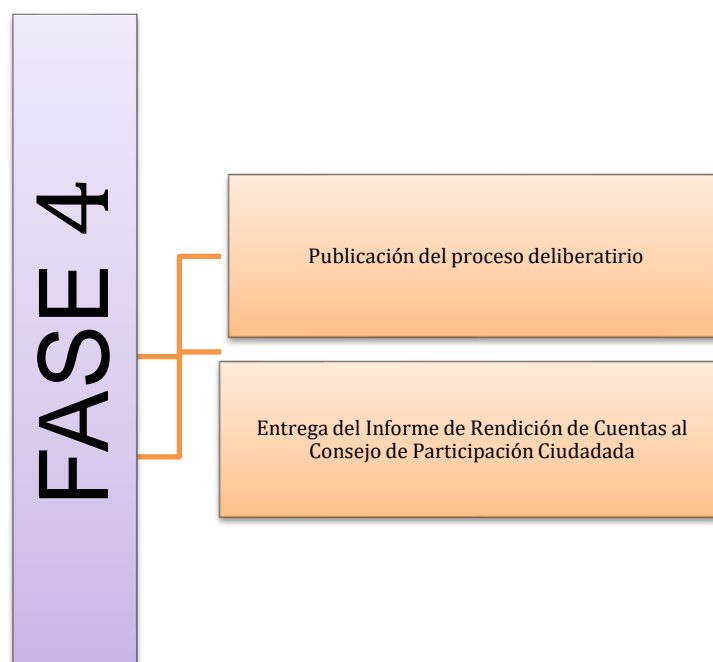 FASE 4
Publicación del proceso deliberatirio
Entrega del Informe de Rendición de Cuentas al
Consejo de Participación Ciudadada